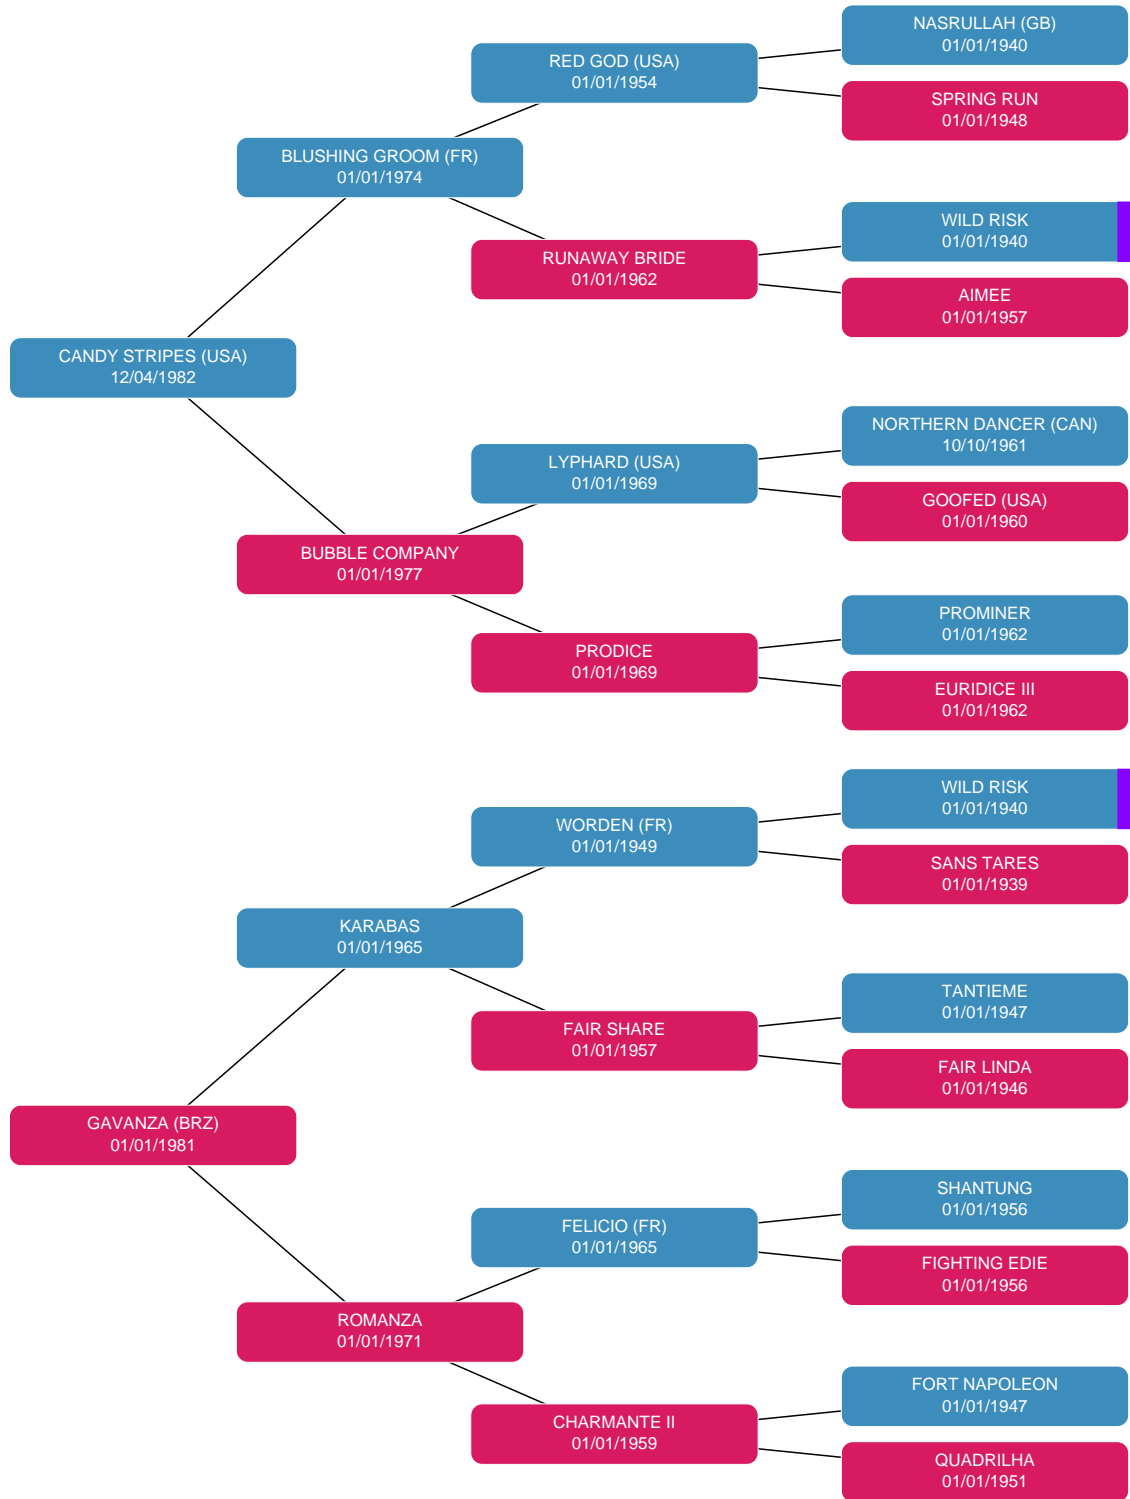 NASRULLAH (GB)
01/01/1940
RED GOD (USA)
01/01/1954
SPRING RUN
01/01/1948
BLUSHING GROOM (FR)
01/01/1974
WILD RISK
01/01/1940
RUNAWAY BRIDE
01/01/1962
AIMEE
01/01/1957
CANDY STRIPES (USA)
12/04/1982
NORTHERN DANCER (CAN)
10/10/1961
LYPHARD (USA)
01/01/1969
GOOFED (USA)
01/01/1960
BUBBLE COMPANY
01/01/1977
PROMINER
01/01/1962
PRODICE
01/01/1969
EURIDICE III
01/01/1962
WILD RISK
01/01/1940
WORDEN (FR)
01/01/1949
SANS TARES
01/01/1939
KARABAS
01/01/1965
TANTIEME
01/01/1947
FAIR SHARE
01/01/1957
FAIR LINDA
01/01/1946
GAVANZA (BRZ)
01/01/1981
SHANTUNG
01/01/1956
FELICIO (FR)
01/01/1965
FIGHTING EDIE
01/01/1956
ROMANZA
01/01/1971
FORT NAPOLEON
01/01/1947
CHARMANTE II
01/01/1959
QUADRILHA
01/01/1951